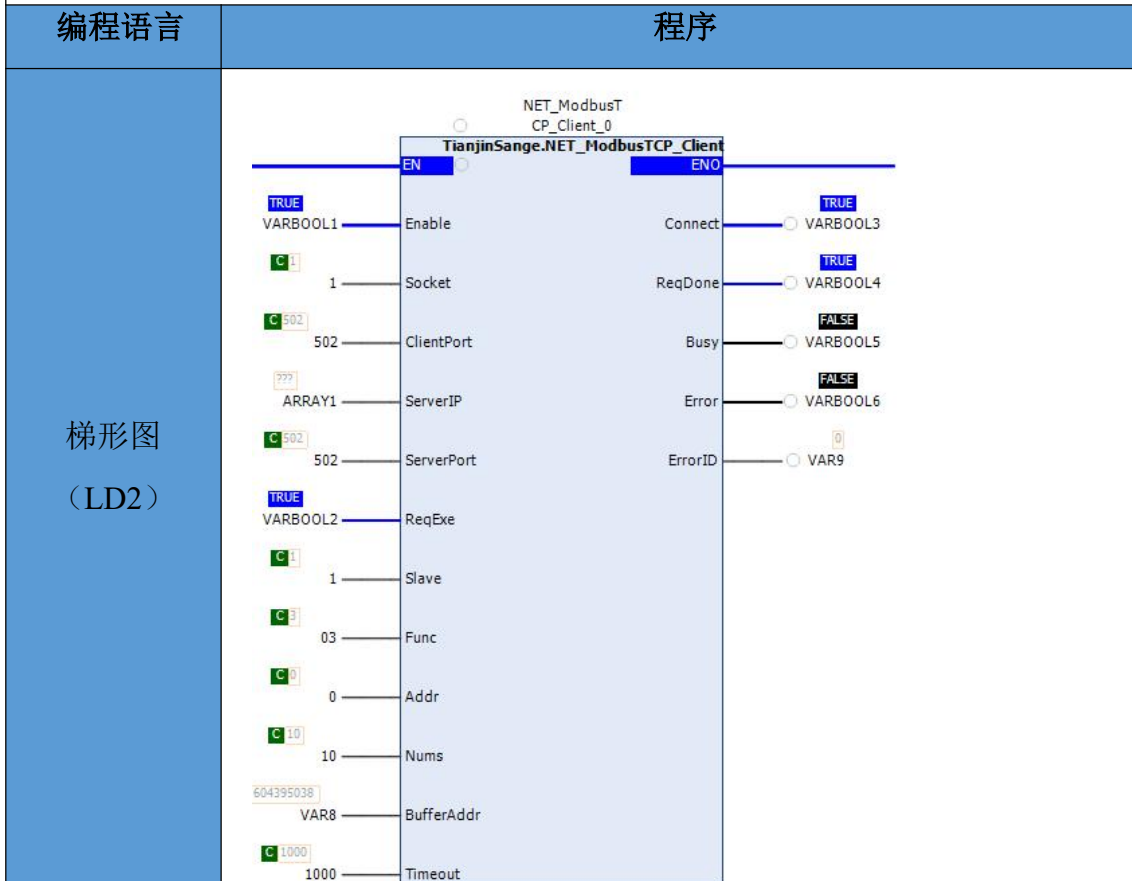 编程语言 程序
NET_ModbusT
CP_Client_0
TianjinSange.NET_ModbusTCP_Client
EN ENO
TRUE TRUE
VARBOOL1 Enable Connect VARBOOL3
C 1 TRUE
1 Socket ReqDone VARBOOL4
C 502 FALSE
502 ClientPort Busy VARBOOL5
??? FALSE
ARRAY1 ServerIP Error VARBOOL6
C 502 0
502 ServerPort ErrorID VAR9
TRUE
VARBOOL2 ReqExe
C 1
1 Slave
C 3
03 Func
C 0
0 Addr
C 10
10 Nums
604395038
VAR8 BufferAddr
C 1000
1000 Timeout
梯形图
（LD2）